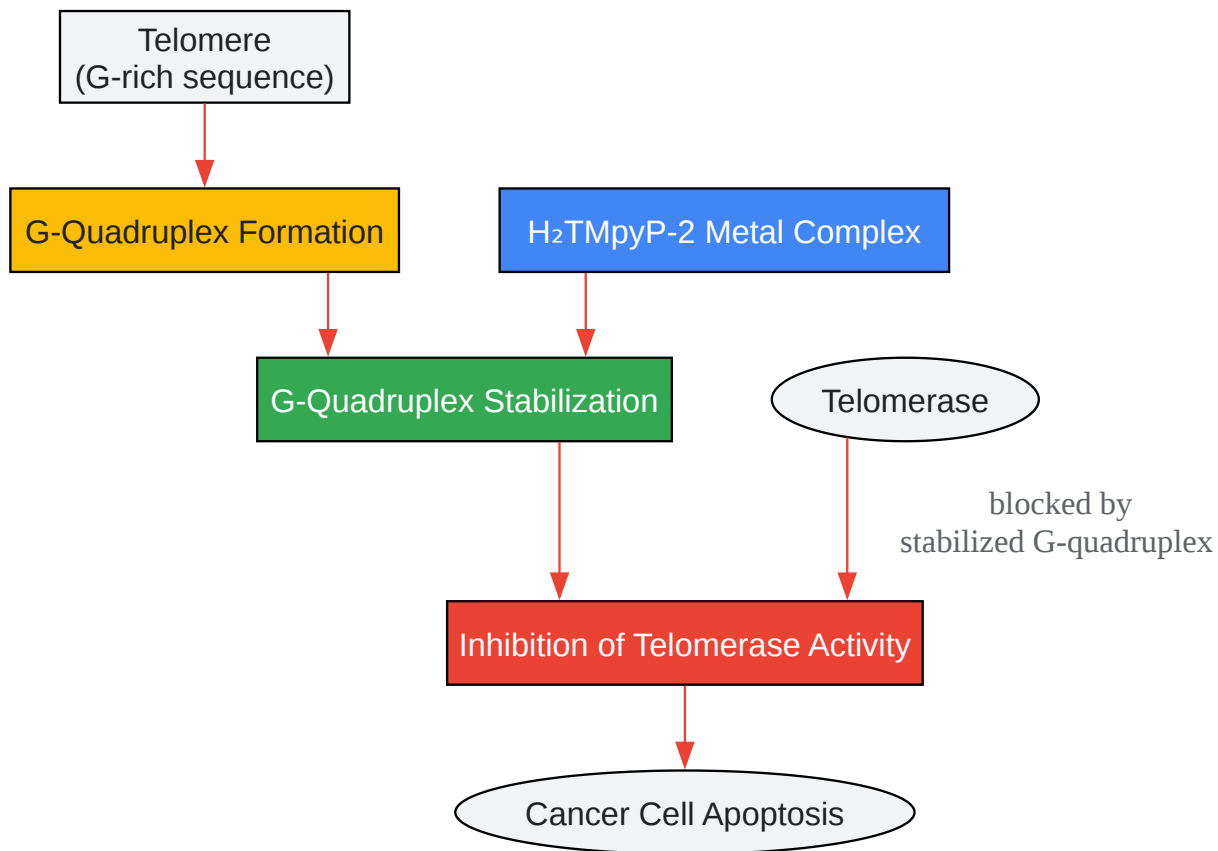 Telomere
(G-rich sequence)
G-Quadruplex Formation
H₂TMpyP-2 Metal Complex
G-Quadruplex Stabilization
Telomerase
blocked by
stabilized G-quadruplex
Inhibition of Telomerase Activity
Cancer Cell Apoptosis